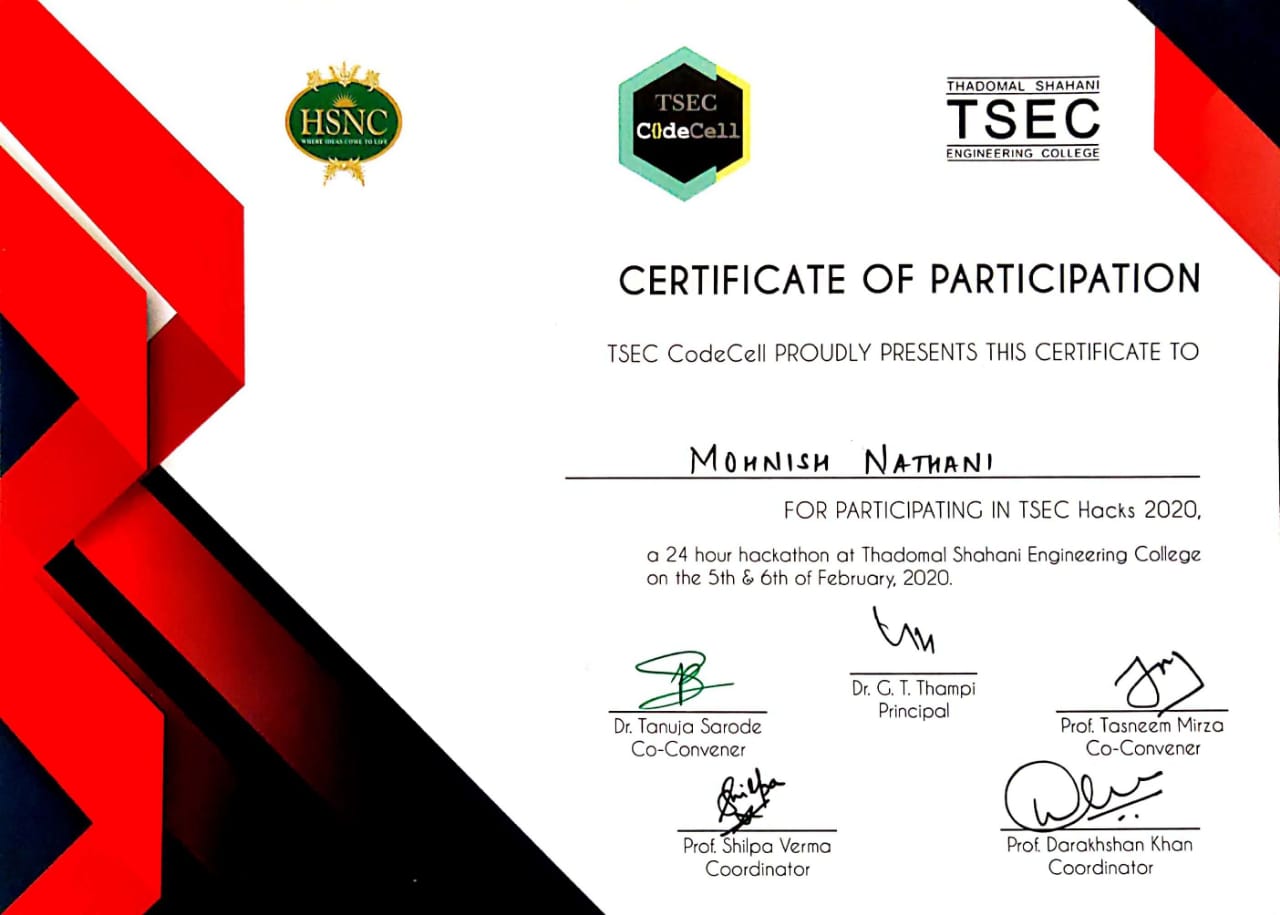 HSNC
WHERE IDEAS COME TO LIFE
TSEC
CodeCell
THADOMAL SHAHANI
TSEC
ENGINEERING COLLEGE
CERTIFICATE OF PARTICIPATION
TSEC CodeCell PROUDLY PRESENTS THIS CERTIFICATE TO
MOHNISH NATHANI
FOR PARTICIPATING IN TSEC Hacks 2020,
a 24 hour hackathon at Thadomal Shahani Engineering College
on the 5th & 6th of February, 2020.
Dr. G. T. Thampi
Principal
Dr. Tanuja Sarode
Co-Convener
Prof. Tasneem Mirza
Co-Convener
Shilpa
Prof. Shilpa Verma
Coordinator
Prof. Darakhshan Khan
Coordinator